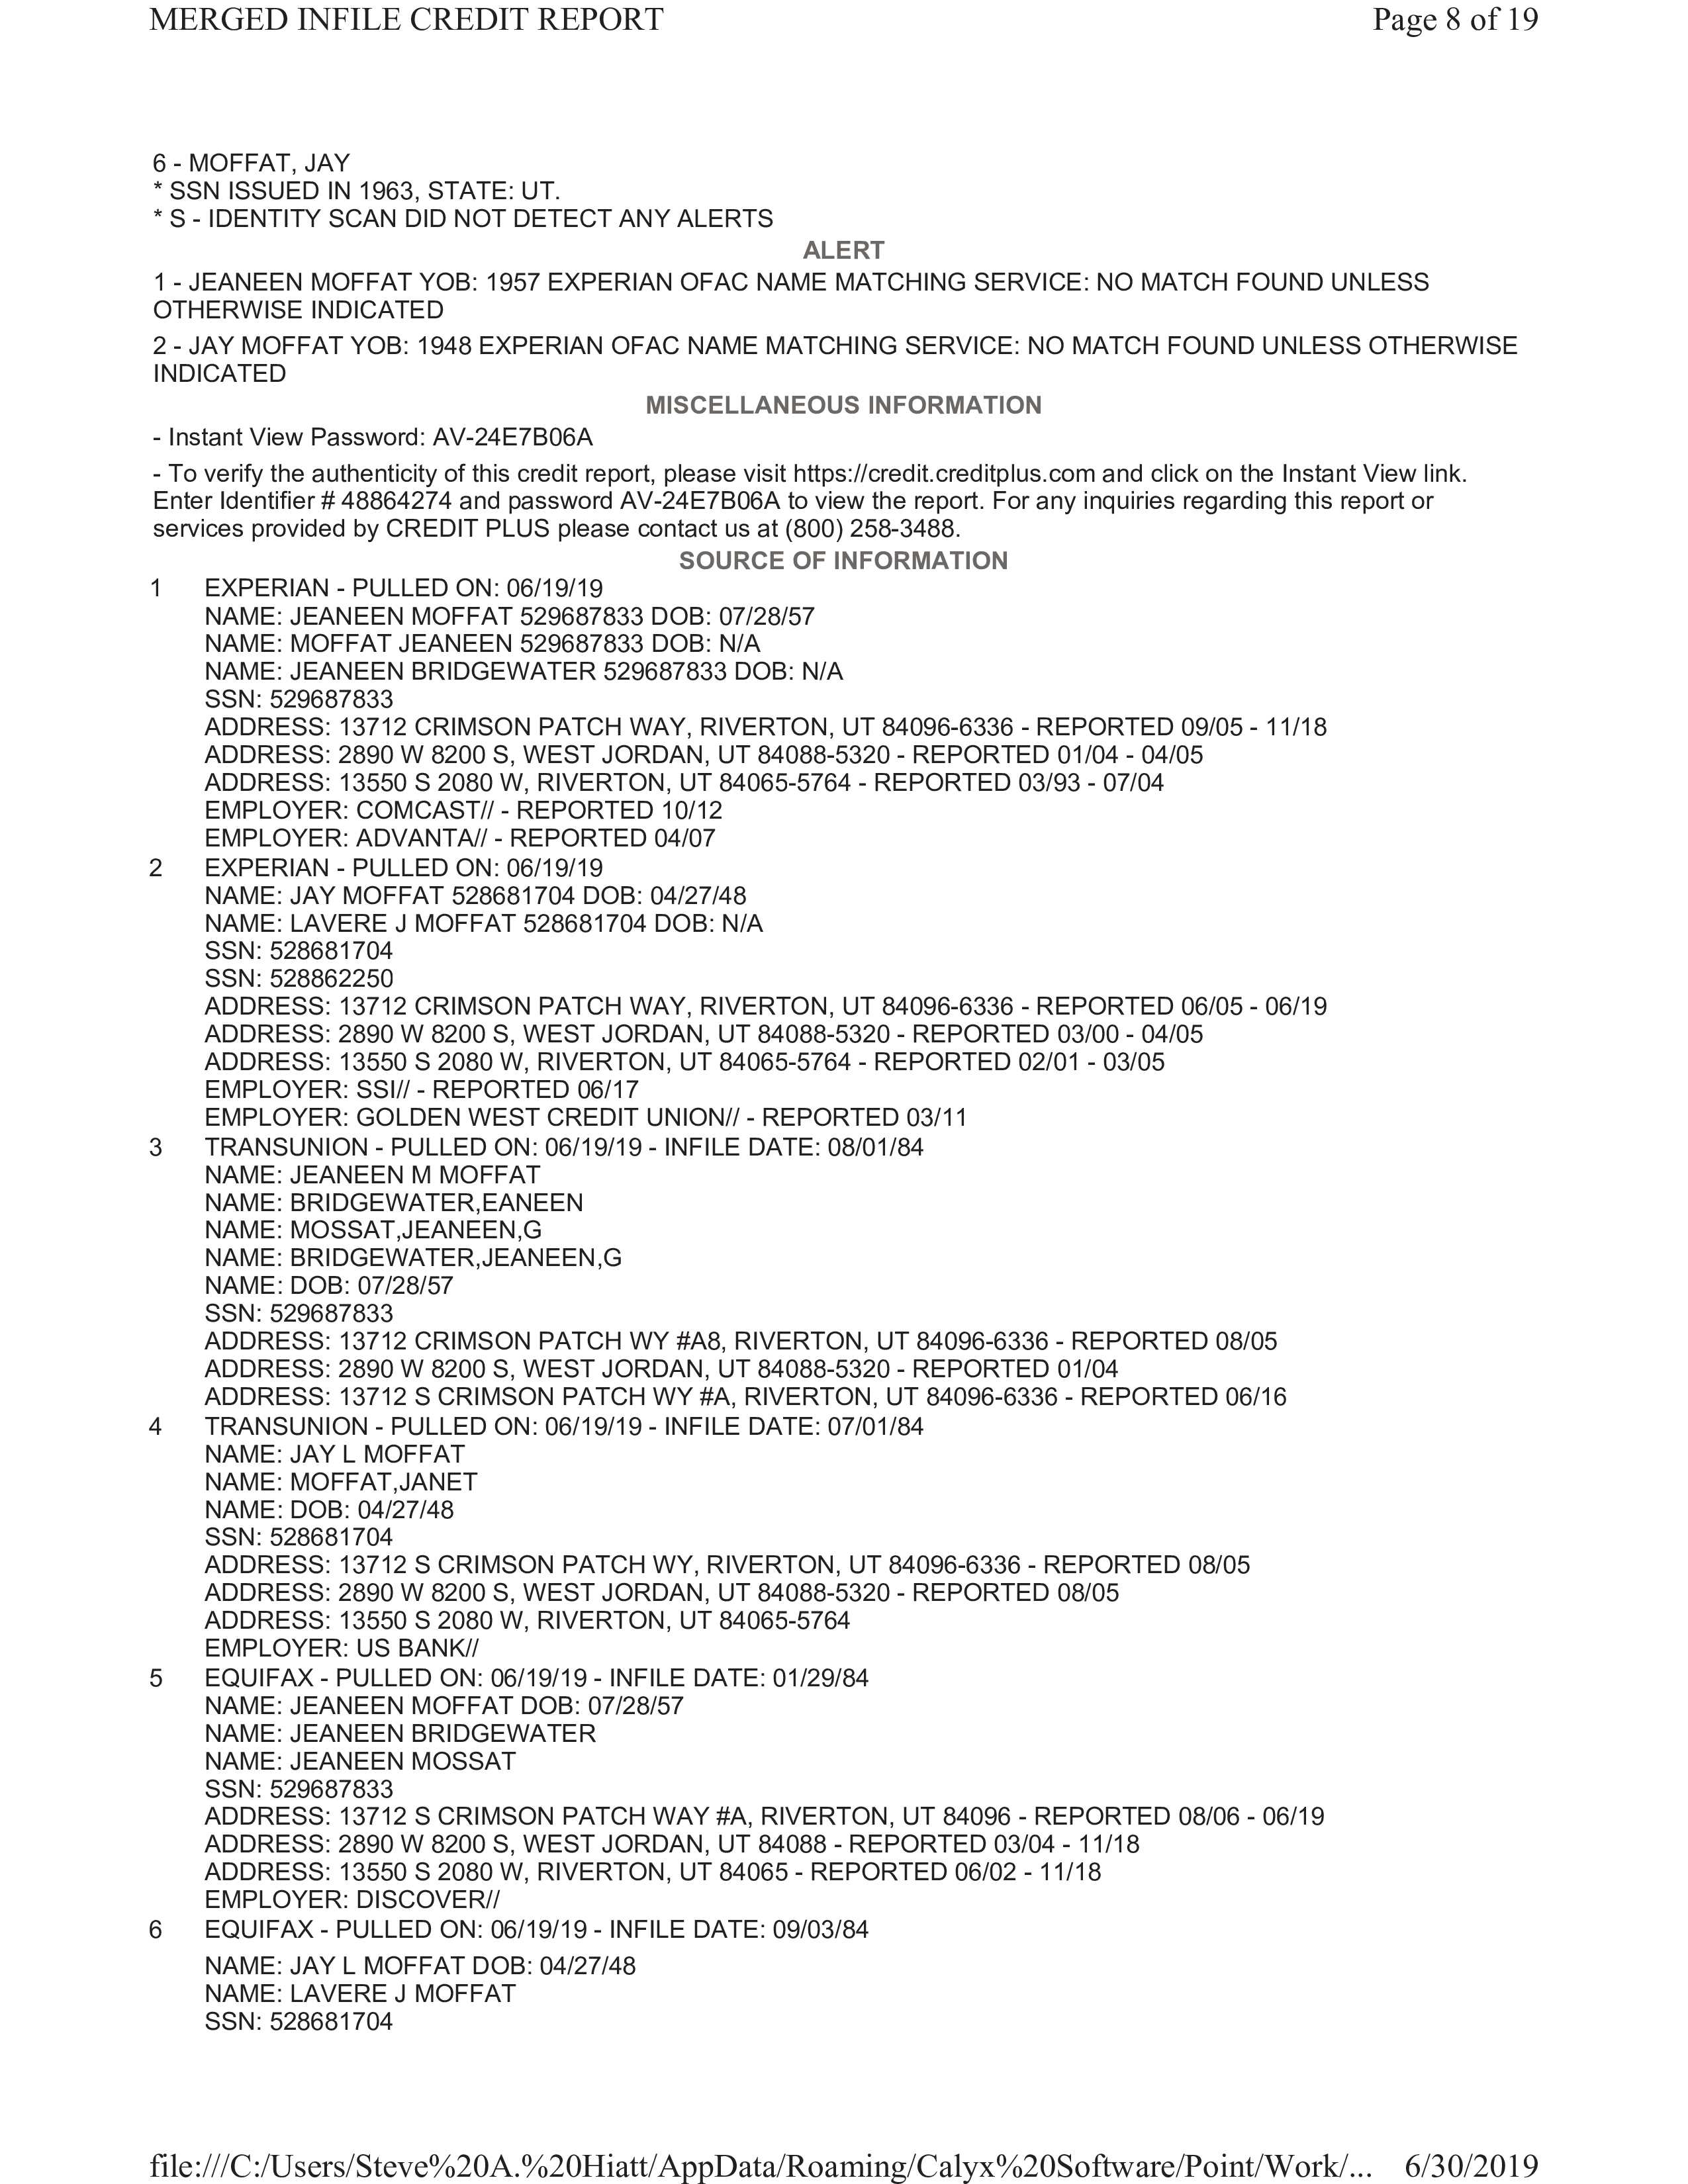 MERGED INFILE CREDIT REPORT Page 8 of 19
6 - MOFFAT, JAY
* SSN ISSUED IN 1963, STATE: UT.
* S - IDENTITY SCAN DID NOT DETECT ANY ALERTS
ALERT
1 - JEANEEN MOFFAT YOB: 1957 EXPERIAN OFAC NAME MATCHING SERVICE: NO MATCH FOUND UNLESS
OTHERWISE INDICATED
2 - JAY MOFFAT YOB: 1948 EXPERIAN OFAC NAME MATCHING SERVICE: NO MATCH FOUND UNLESS OTHERWISE
INDICATED
MISCELLANEOUS INFORMATION
- Instant View Password: AV-24E7B06A
- To verify the authenticity of this credit report, please visit https://credit.creditplus.com and click on the Instant View link.
Enter Identifier # 48864274 and password AV-24E7B06A to view the report. For any inquiries regarding this report or
services provided by CREDIT PLUS please contact us at (800) 258-3488.
SOURCE OF INFORMATION
1 EXPERIAN - PULLED ON: 06/19/19
NAME: JEANEEN MOFFAT 529687833 DOB: 07/28/57
NAME: MOFFAT JEANEEN 529687833 DOB: N/A
NAME: JEANEEN BRIDGEWATER 529687833 DOB: N/A
SSN: 529687833
ADDRESS: 13712 CRIMSON PATCH WAY, RIVERTON, UT 84096-6336 - REPORTED 09/05 - 11/18
ADDRESS: 2890 W 8200 S, WEST JORDAN, UT 84088-5320 - REPORTED 01/04 - 04/05
ADDRESS: 13550 S 2080 W, RIVERTON, UT 84065-5764 - REPORTED 03/93 - 07/04
EMPLOYER: COMCAST// - REPORTED 10/12
EMPLOYER: ADVANTA// - REPORTED 04/07
2 EXPERIAN - PULLED ON: 06/19/19
NAME: JAY MOFFAT 528681704 DOB: 04/27/48
NAME: LAVERE J MOFFAT 528681704 DOB: N/A
SSN: 528681704
SSN: 528862250
ADDRESS: 13712 CRIMSON PATCH WAY, RIVERTON, UT 84096-6336 - REPORTED 06/05 - 06/19
ADDRESS: 2890 W 8200 S, WEST JORDAN, UT 84088-5320 - REPORTED 03/00 - 04/05
ADDRESS: 13550 S 2080 W, RIVERTON, UT 84065-5764 - REPORTED 02/01 - 03/05
EMPLOYER: SSI// - REPORTED 06/17
EMPLOYER: GOLDEN WEST CREDIT UNION// - REPORTED 03/11
3 TRANSUNION - PULLED ON: 06/19/19 - INFILE DATE: 08/01/84
NAME: JEANEEN M MOFFAT
NAME: BRIDGEWATER,EANEEN
NAME: MOSSAT,JEANEEN,G
NAME: BRIDGEWATER,JEANEEN,G
NAME: DOB: 07/28/57
SSN: 529687833
ADDRESS: 13712 CRIMSON PATCH WY #A8, RIVERTON, UT 84096-6336 - REPORTED 08/05
ADDRESS: 2890 W 8200 S, WEST JORDAN, UT 84088-5320 - REPORTED 01/04
ADDRESS: 13712 S CRIMSON PATCH WY #A, RIVERTON, UT 84096-6336 - REPORTED 06/16
4 TRANSUNION - PULLED ON: 06/19/19 - INFILE DATE: 07/01/84
NAME: JAY L MOFFAT
NAME: MOFFAT,JANET
NAME: DOB: 04/27/48
SSN: 528681704
ADDRESS: 13712 S CRIMSON PATCH WY, RIVERTON, UT 84096-6336 - REPORTED 08/05
ADDRESS: 2890 W 8200 S, WEST JORDAN, UT 84088-5320 - REPORTED 08/05
ADDRESS: 13550 S 2080 W, RIVERTON, UT 84065-5764
EMPLOYER: US BANK//
5 EQUIFAX - PULLED ON: 06/19/19 - INFILE DATE: 01/29/84
NAME: JEANEEN MOFFAT DOB: 07/28/57
NAME: JEANEEN BRIDGEWATER
NAME: JEANEEN MOSSAT
SSN: 529687833
ADDRESS: 13712 S CRIMSON PATCH WAY #A, RIVERTON, UT 84096 - REPORTED 08/06 - 06/19
ADDRESS: 2890 W 8200 S, WEST JORDAN, UT 84088 - REPORTED 03/04 - 11/18
ADDRESS: 13550 S 2080 W, RIVERTON, UT 84065 - REPORTED 06/02 - 11/18
EMPLOYER: DISCOVER//
6 EQUIFAX - PULLED ON: 06/19/19 - INFILE DATE: 09/03/84
NAME: JAY L MOFFAT DOB: 04/27/48
NAME: LAVERE J MOFFAT
SSN: 528681704
file:///C:/Users/Steve%20A.%20Hiatt/AppData/Roaming/Calyx%20Software/Point/Work/... 6/30/2019